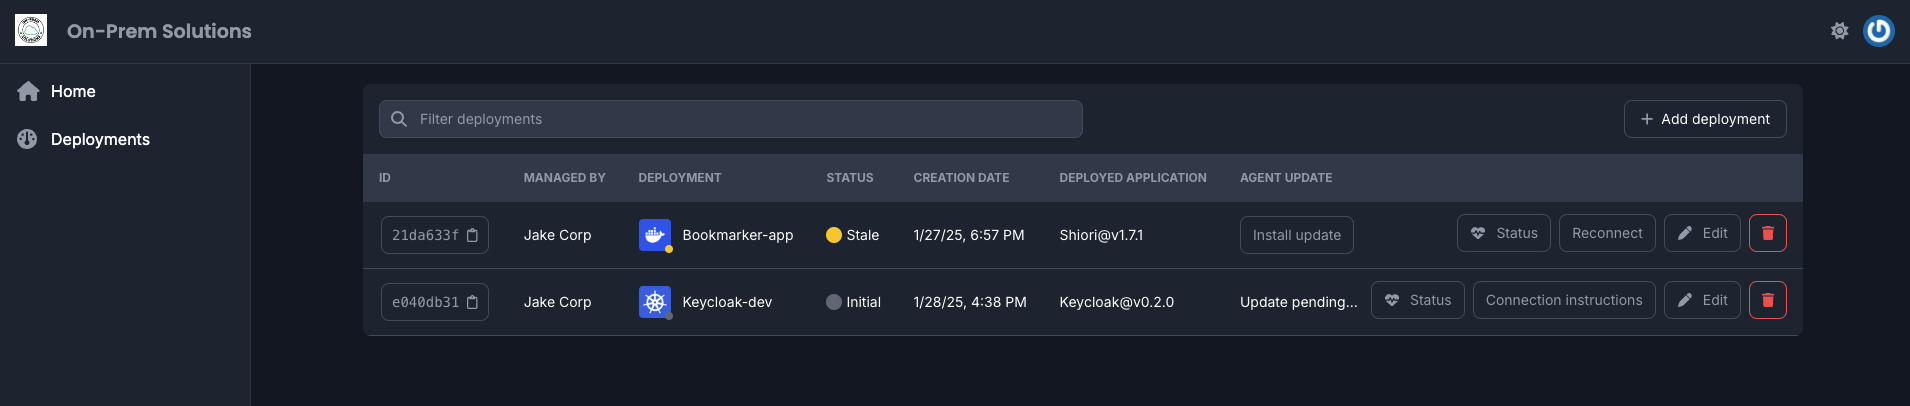 On-Prem Solutions
Home
Deployments
Filter deployments
+ Add deployment
ID MANAGED BY DEPLOYMENT STATUS CREATION DATE DEPLOYED APPLICATION AGENT UPDATE
21da633f Jake Corp Bookmarker-app Stale 1/27/25, 6:57 PM Shiori@v1.7.1 Install update Status Reconnect Edit
e040db31 Jake Corp Keycloak-dev Initial 1/28/25, 4:38 PM Keycloak@v0.2.0 Update pending... Status Connection instructions Edit